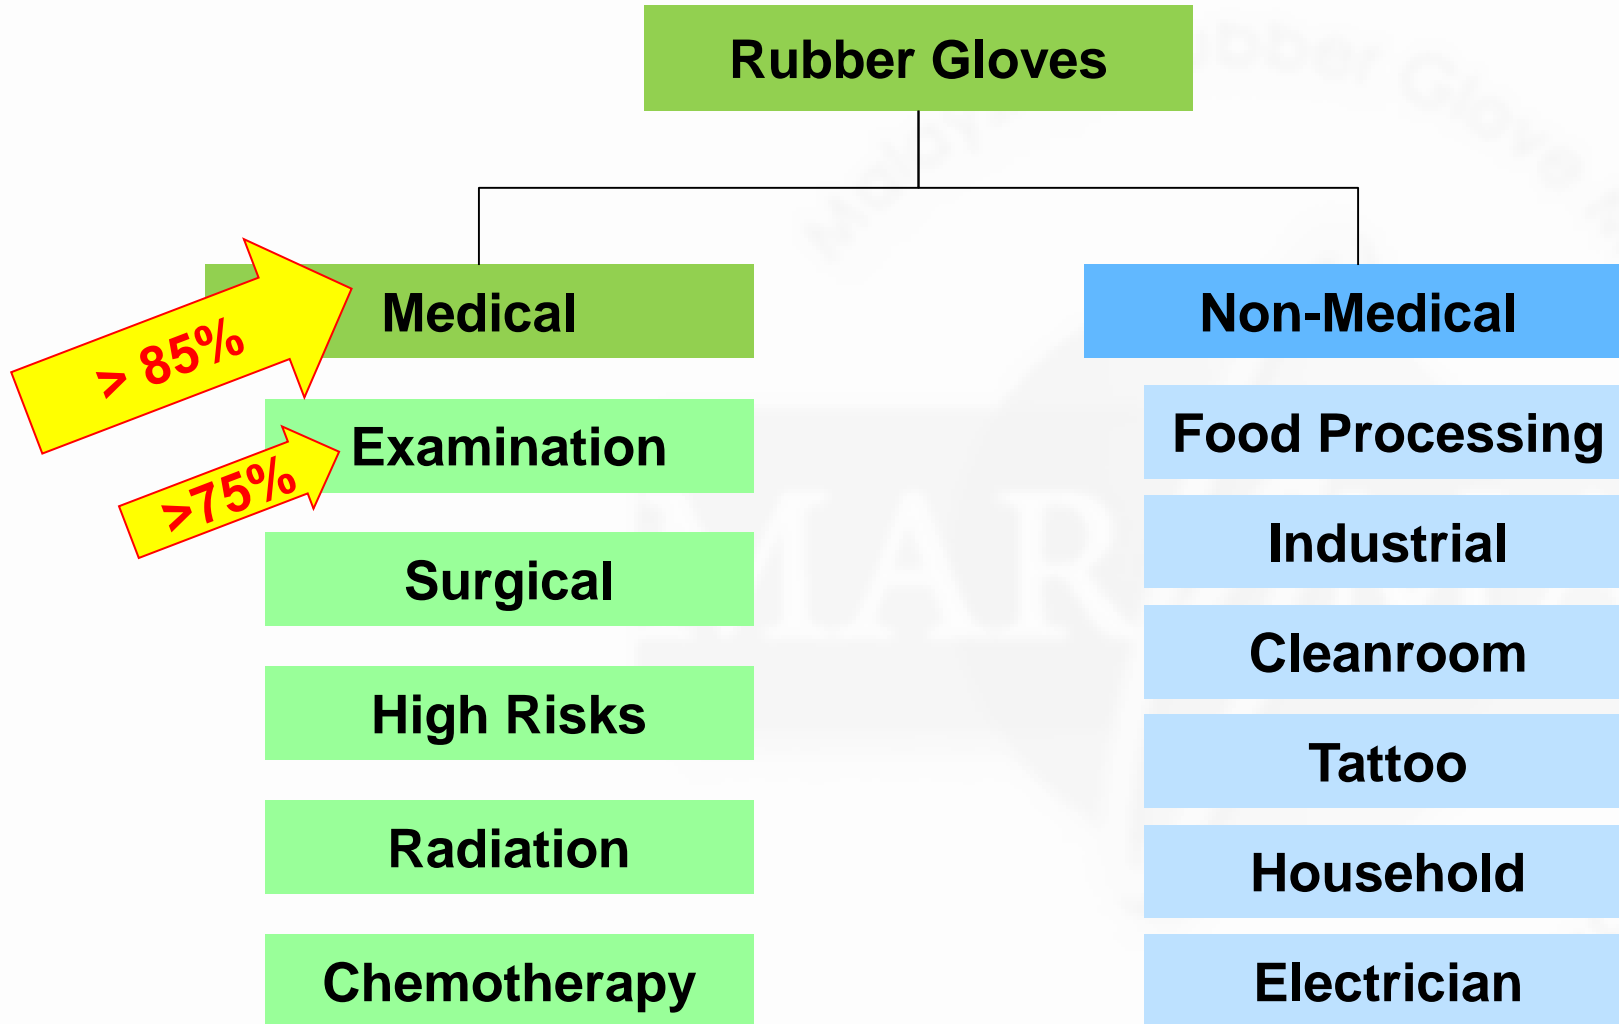 Rubber Gloves
Medical
> 85%
Examination
>75%
Surgical
High Risks
Radiation
Chemotherapy
Non-Medical
Food Processing
Industrial
Cleanroom
Tattoo
Household
Electrician